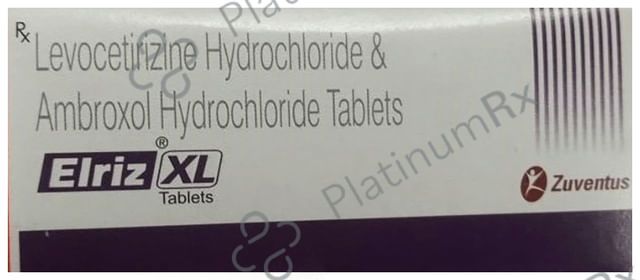 Rx
Levocetirizine Hydrochloride &
Ambroxol Hydrochloride Tablets
Elriz® XL
Tablets
Zuventus
PlatinumRx